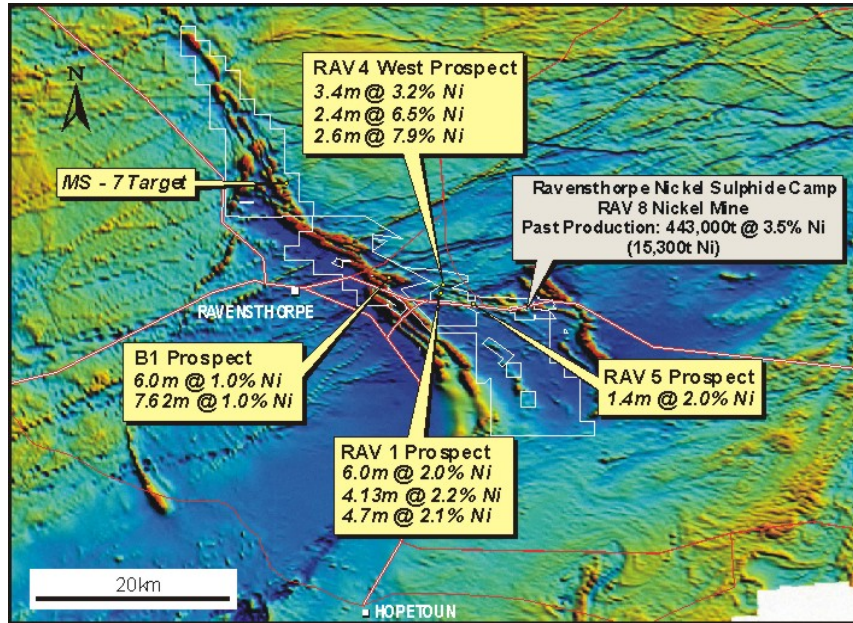 N
RAV 4 West Prospect
3.4m @ 3.2% Ni
2.4m @ 6.5% Ni
2.6m @ 7.9% Ni
MS - 7 Target
Ravensthorpe Nickel Sulphide Camp
RAV 8 Nickel Mine
Past Production: 443,000t @ 3.5% Ni
(15,300t Ni)
RAVENSTHORPE
B1 Prospect
6.0m @ 1.0% Ni
7.62m @ 1.0% Ni
RAV 5 Prospect
1.4m @ 2.0% Ni
RAV 1 Prospect
6.0m @ 2.0% Ni
4.13m @ 2.2% Ni
4.7m @ 2.1% Ni
20km
HOPETOUN